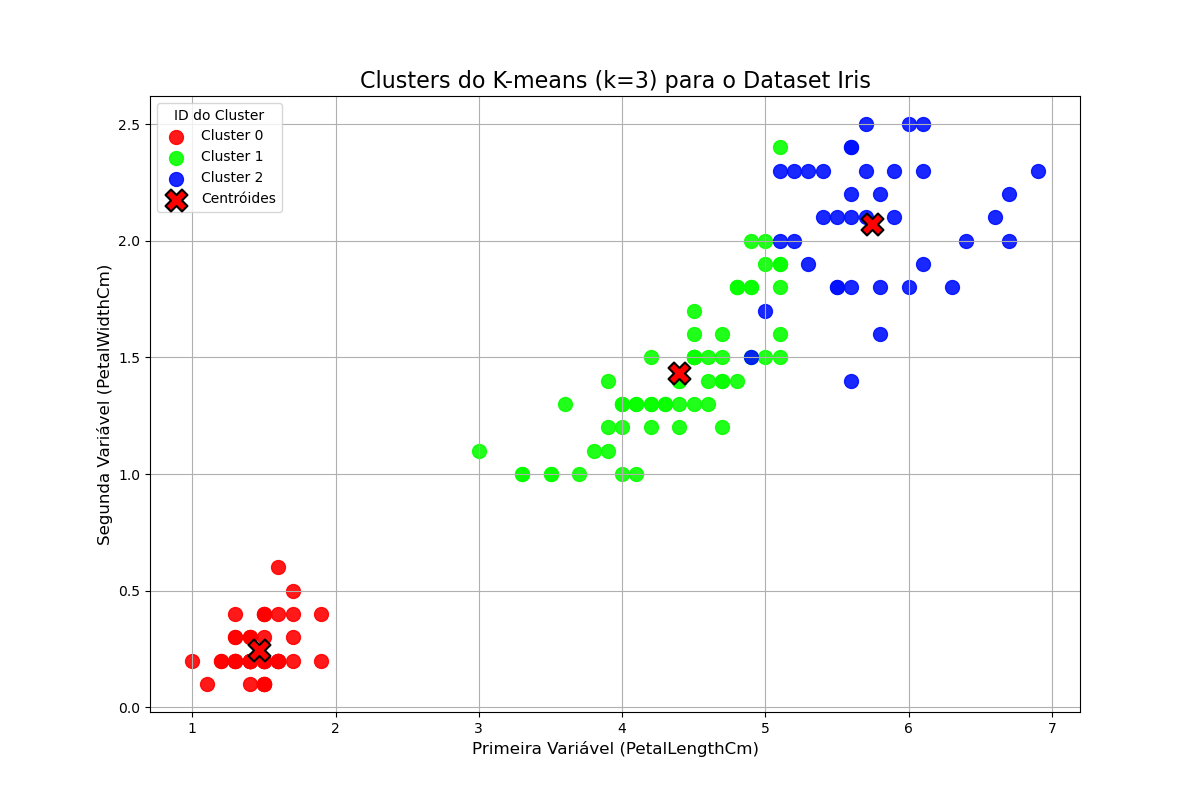 Clusters do K-means (k=3) para o Dataset Iris
ID do Cluster
Cluster 0
Cluster 1
Cluster 2
Centróides
2.5
2.0
1.5
1.0
0.5
0.0
Segunda Variável (PetalWidthCm)
1 2 3 4 5 6 7
Primeira Variável (PetalLengthCm)